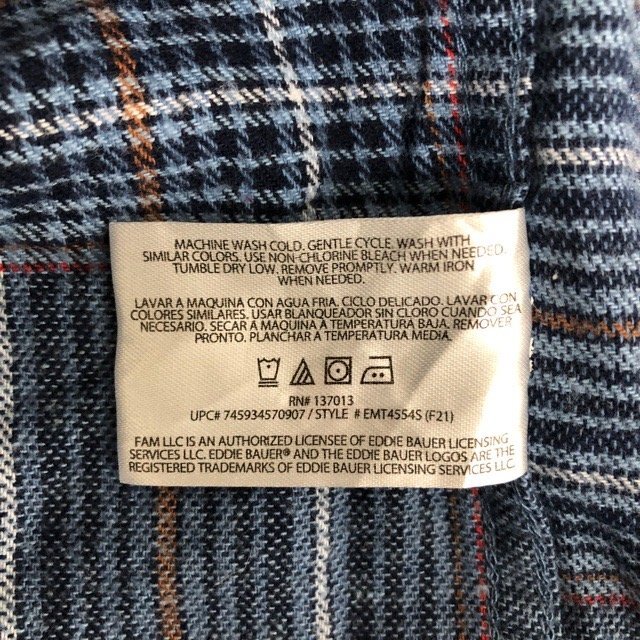 MACHINE WASH COLD. GENTLE CYCLE. WASH WITH
SIMILAR COLORS. USE NON-CHLORINE BLEACH WHEN NEEDED.
TUMBLE DRY LOW. REMOVE PROMPTLY. WARM IRON
WHEN NEEDED.
LAVAR A MAQUINA CON AGUA FRIA. CICLO DELICADO. LAVAR CON
COLORES SIMILARES. USAR BLANQUEADOR SIN CLORO CUANDO SEA
NECESARIO. SECAR A MÁQUINA A TEMPERATURA BAJA. REMOVER
PRONTO. PLANCHAR A TEMPERATURA MEDIA.
RN# 137013
UPC# 745934570907 / STYLE # EMT4554S (F21)
FAM LLC IS AN AUTHORIZED LICENSEE OF EDDIE BAUER LICENSING
SERVICES LLC. EDDIE BAUER® AND THE EDDIE BAUER LOGOS ARE THE
REGISTERED TRADEMARKS OF EDDIE BAUER LICENSING SERVICES LLC.